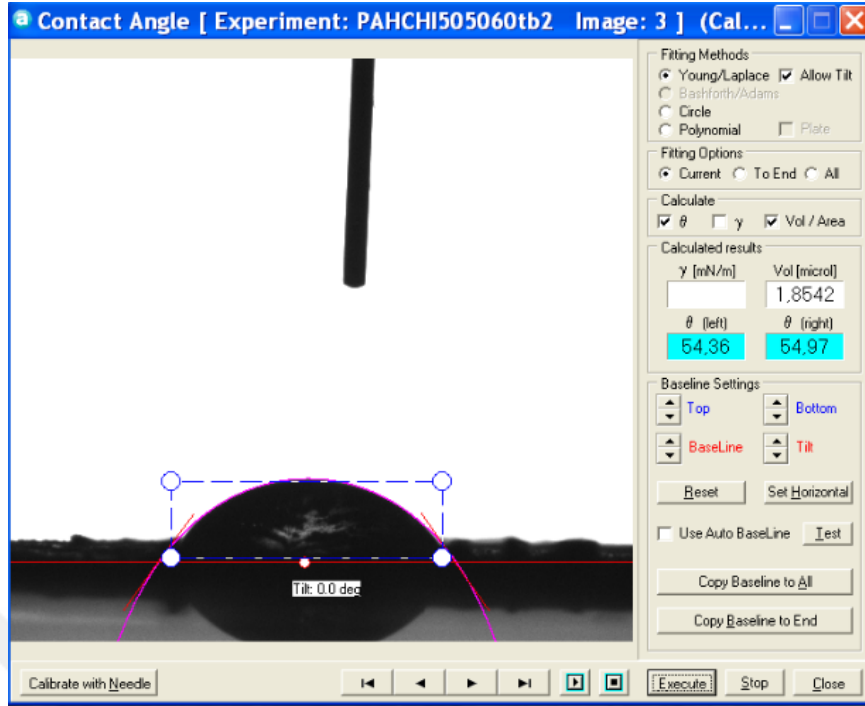 a Contact Angle [ Experiment: PAHCHI505060tb2 Image: 3 ] (Cal...
Fitting Methods
Young/Laplace Allow Tilt
Bashforth/Adams
Circle
Polynomial Plate
Fitting Options
Current To End All
Calculate
θ γ Vol / Area
Calculated results
γ [mN/m] Vol [microl]
1,8542
θ (left) θ (right)
54,36 54,97
Baseline Settings
Top Bottom
BaseLine Tilt
Reset Set Horizontal
Use Auto BaseLine Test
Copy Baseline to All
Copy Baseline to End
Tilt: 0.0 deg
Calibrate with Needle Execute Stop Close